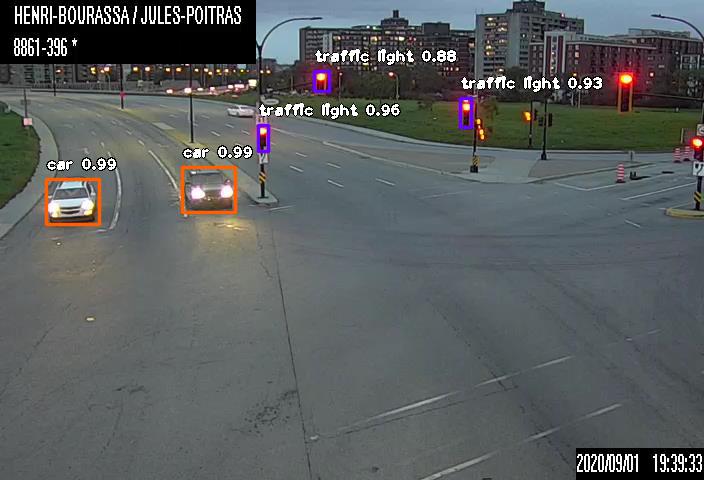 HENRI-BOURASSA / JULES-POITRAS
8861-396 *
traffic light 0.88
traffic light 0.93
traffic light 0.96
car 0.99
car 0.99
2020/09/01 19:39:33